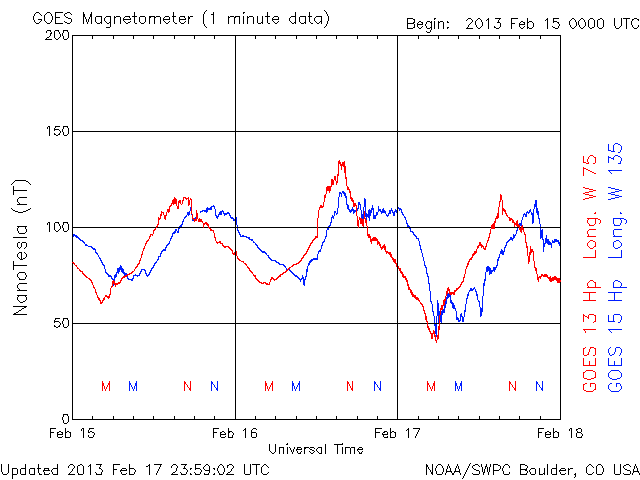 GOES Magnetometer (1 minute data)
Begin: 2013 Feb 15 0000 UTC
200
150
100
50
0
NanoTesla (nT)
M M N N M M N N M M N N
Feb 15 Feb 16 Feb 17 Feb 18
Universal Time
GOES 13 Hp Long. W 75
GOES 15 Hp Long. W 135
Updated 2013 Feb 17 23:59:02 UTC
NOAA/SWPC Boulder, CO USA